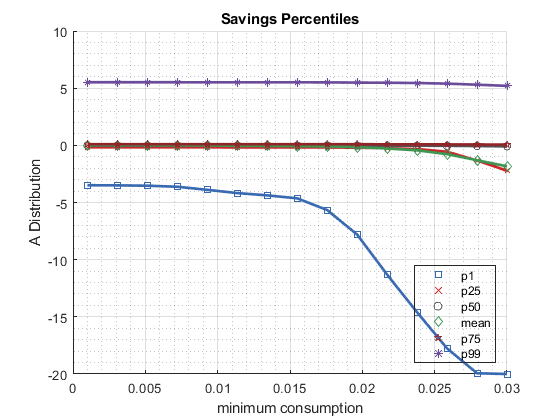 Savings Percentiles
A Distribution
10
5
0
-5
-10
-15
-20
0
0.005
0.01
0.015
0.02
0.025
0.03
minimum consumption
p1
p25
p50
mean
p75
p99